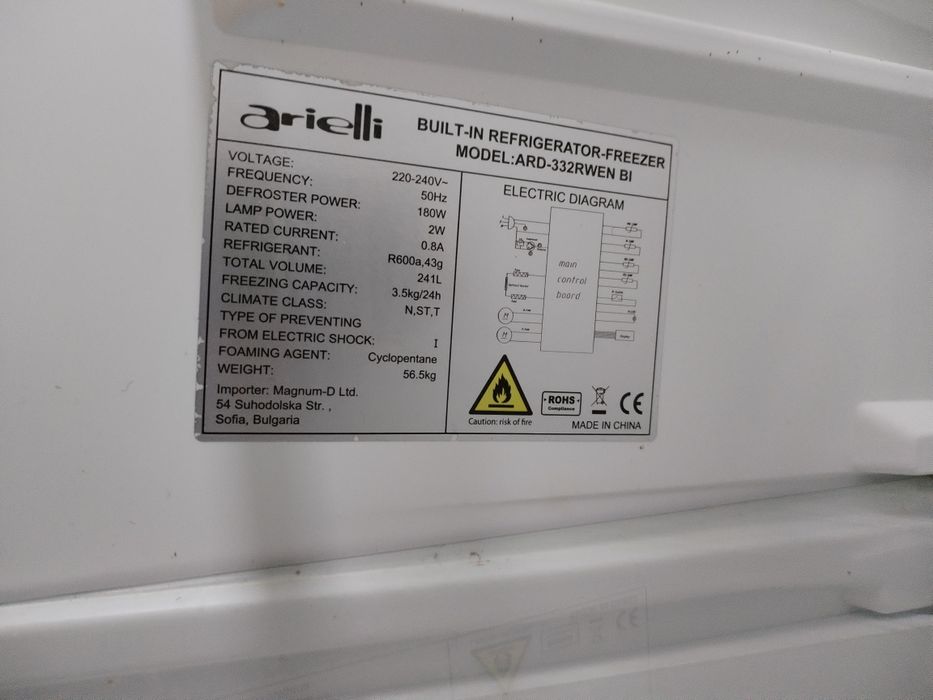 arielli
BUILT-IN REFRIGERATOR-FREEZER
MODEL:ARD-332RWEN BI
VOLTAGE: 220-240V~
FREQUENCY: 50Hz
DEFROSTER POWER: 180W
LAMP POWER: 2W
RATED CURRENT: 0.8A
REFRIGERANT: R600a,43g
TOTAL VOLUME: 241L
FREEZING CAPACITY: 3.5kg/24h
CLIMATE CLASS: N,ST,T
TYPE OF PREVENTING
FROM ELECTRIC SHOCK: I
FOAMING AGENT: Cyclopentane
WEIGHT: 56.5kg
Importer: Magnum-D Ltd.
54 Suhodolska Str. ,
Sofia, Bulgaria
ELECTRIC DIAGRAM
main
control
board
M
M
Caution: risk of fire
ROHS
Compliance
CE
MADE IN CHINA